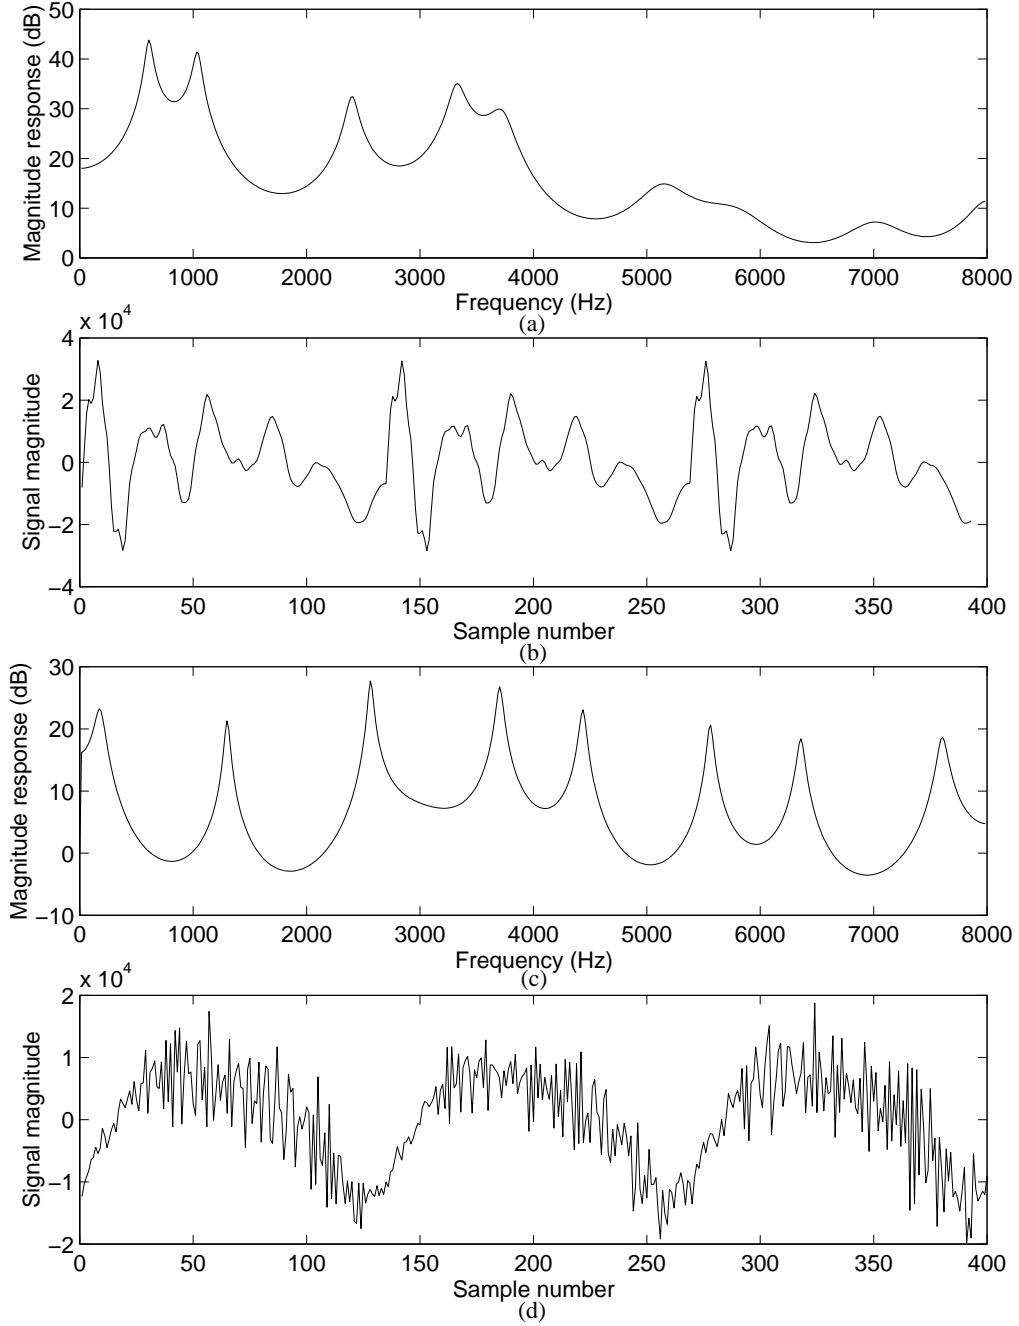 Magnitude response (dB)
50
40
30
20
10
0
0 1000 2000 3000 4000 5000 6000 7000 8000
Frequency (Hz)
(a)
x 10^4
Signal magnitude
4
2
0
−2
−4
0 50 100 150 200 250 300 350 400
Sample number
(b)
Magnitude response (dB)
30
20
10
0
−10
0 1000 2000 3000 4000 5000 6000 7000 8000
Frequency (Hz)
(c)
x 10^4
Signal magnitude
2
1
0
−1
−2
0 50 100 150 200 250 300 350 400
Sample number
(d)